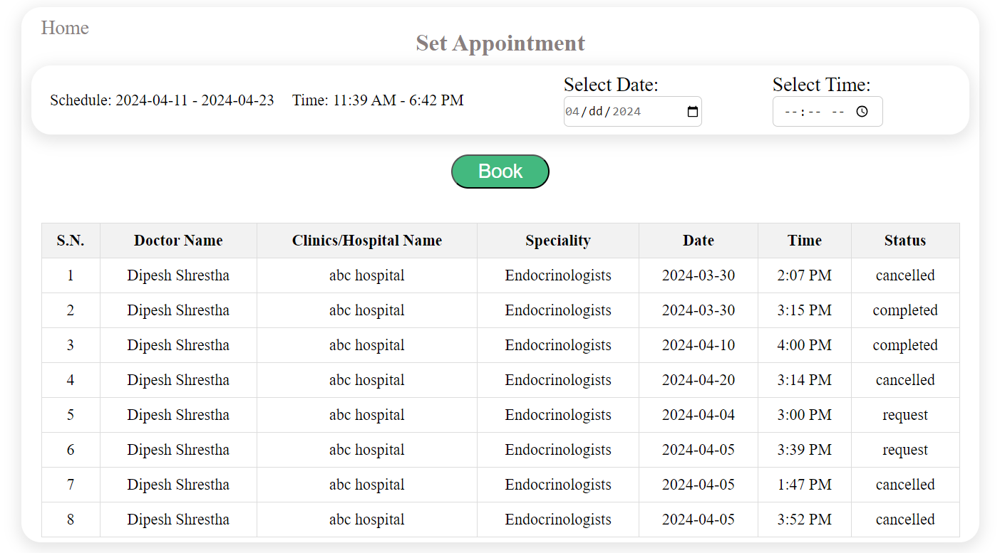 Home
Set Appointment
Schedule: 2024-04-11 - 2024-04-23 Time: 11:39 AM - 6:42 PM
Select Date:
04/dd/2024
Select Time:
--:-- --
Book
S.N. Doctor Name Clinics/Hospital Name Speciality Date Time Status
1 Dipesh Shrestha abc hospital Endocrinologists 2024-03-30 2:07 PM cancelled
2 Dipesh Shrestha abc hospital Endocrinologists 2024-03-30 3:15 PM completed
3 Dipesh Shrestha abc hospital Endocrinologists 2024-04-10 4:00 PM completed
4 Dipesh Shrestha abc hospital Endocrinologists 2024-04-20 3:14 PM cancelled
5 Dipesh Shrestha abc hospital Endocrinologists 2024-04-04 3:00 PM request
6 Dipesh Shrestha abc hospital Endocrinologists 2024-04-05 3:39 PM request
7 Dipesh Shrestha abc hospital Endocrinologists 2024-04-05 1:47 PM cancelled
8 Dipesh Shrestha abc hospital Endocrinologists 2024-04-05 3:52 PM cancelled